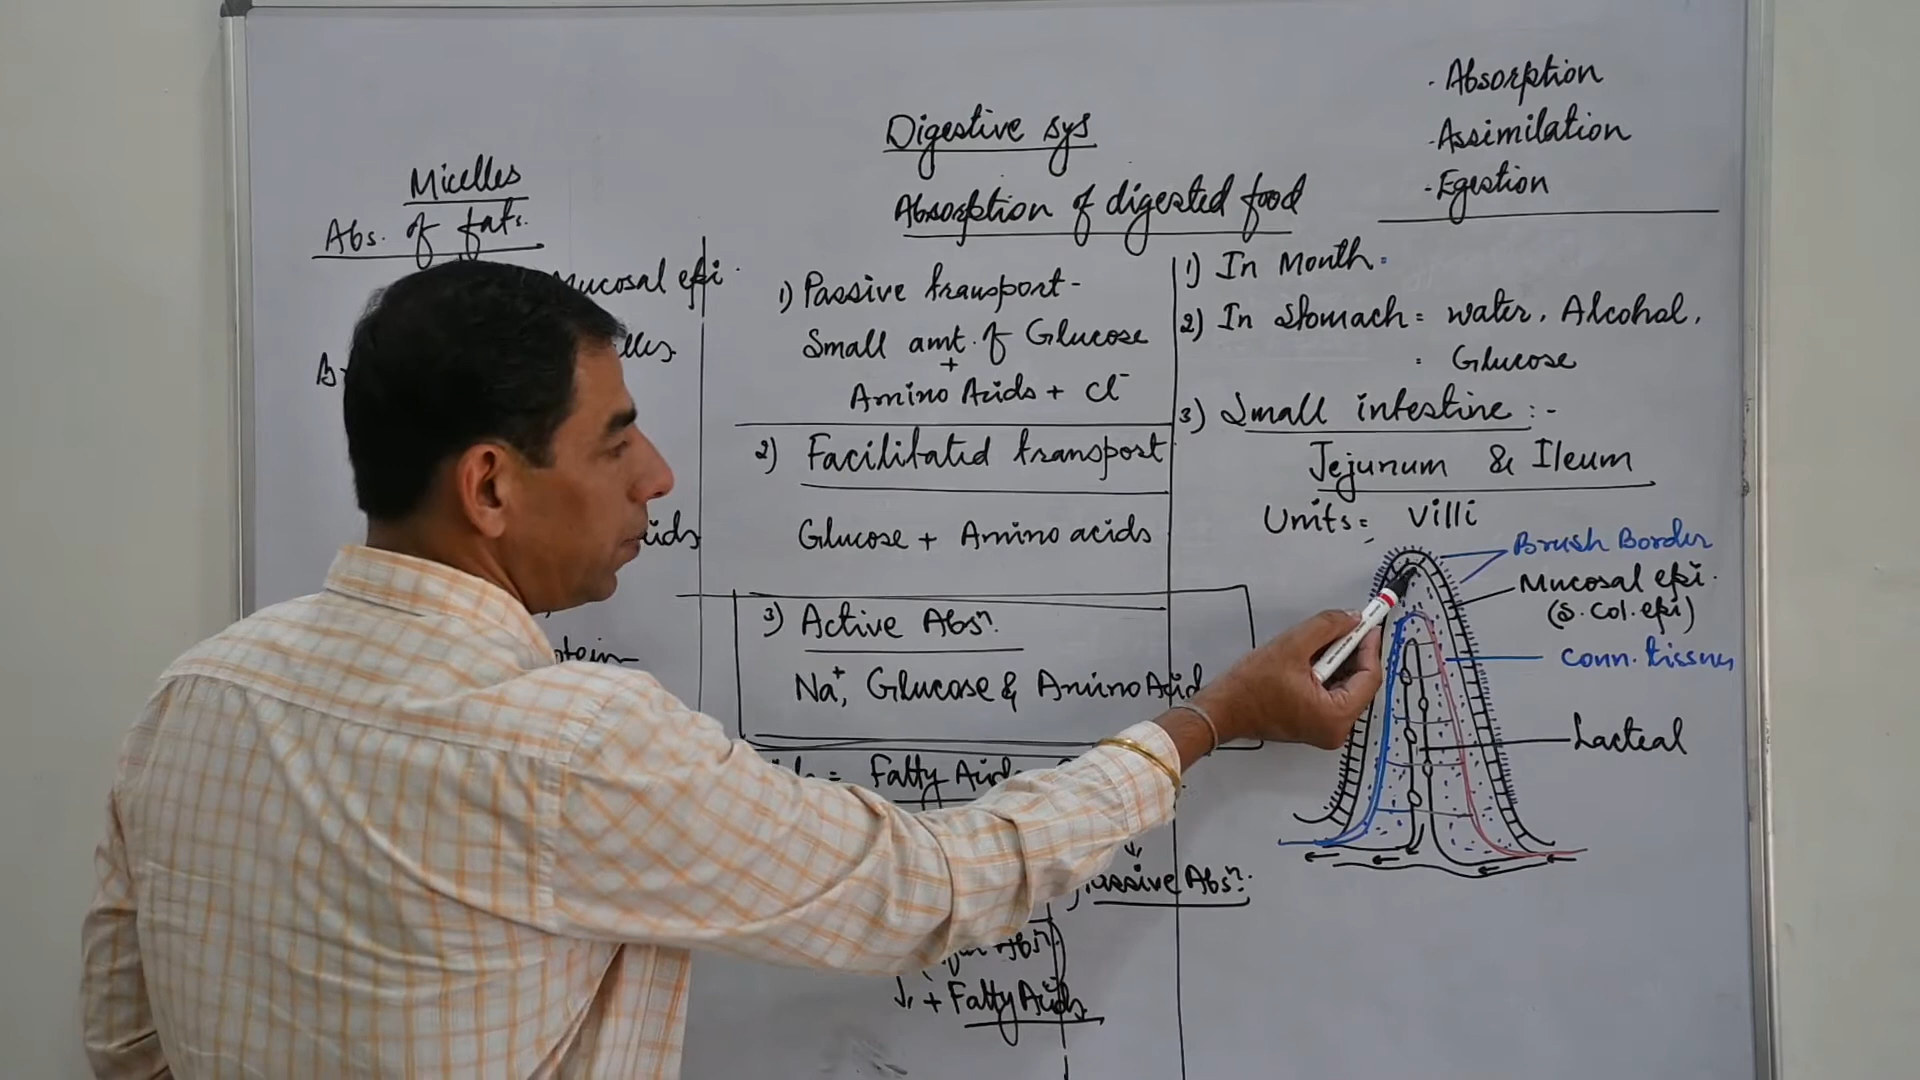 Digestive sys
Absorption of digested food
· Absorption
- Assimilation
- Egestion
Micelles
Abs. of fats.
Mucosal epi.
1) Passive transport -
Small amt. of Glucose
+
Amino Acids + Cl⁻
2) Facilitated transport
Glucose + Amino acids
3) Active Absⁿ.
Na⁺, Glucose & Amino Acid
Fatty Acids
Passive Absⁿ.
+ Fatty Acids
1) In Mouth =
2) In Stomach = water, Alcohol,
= Glucose
3) Small intestine :-
Jejunum & Ileum
Units = Villi
Brush Border
Mucosal epi.
(S. Col. epi)
Conn. tissues
Lacteal